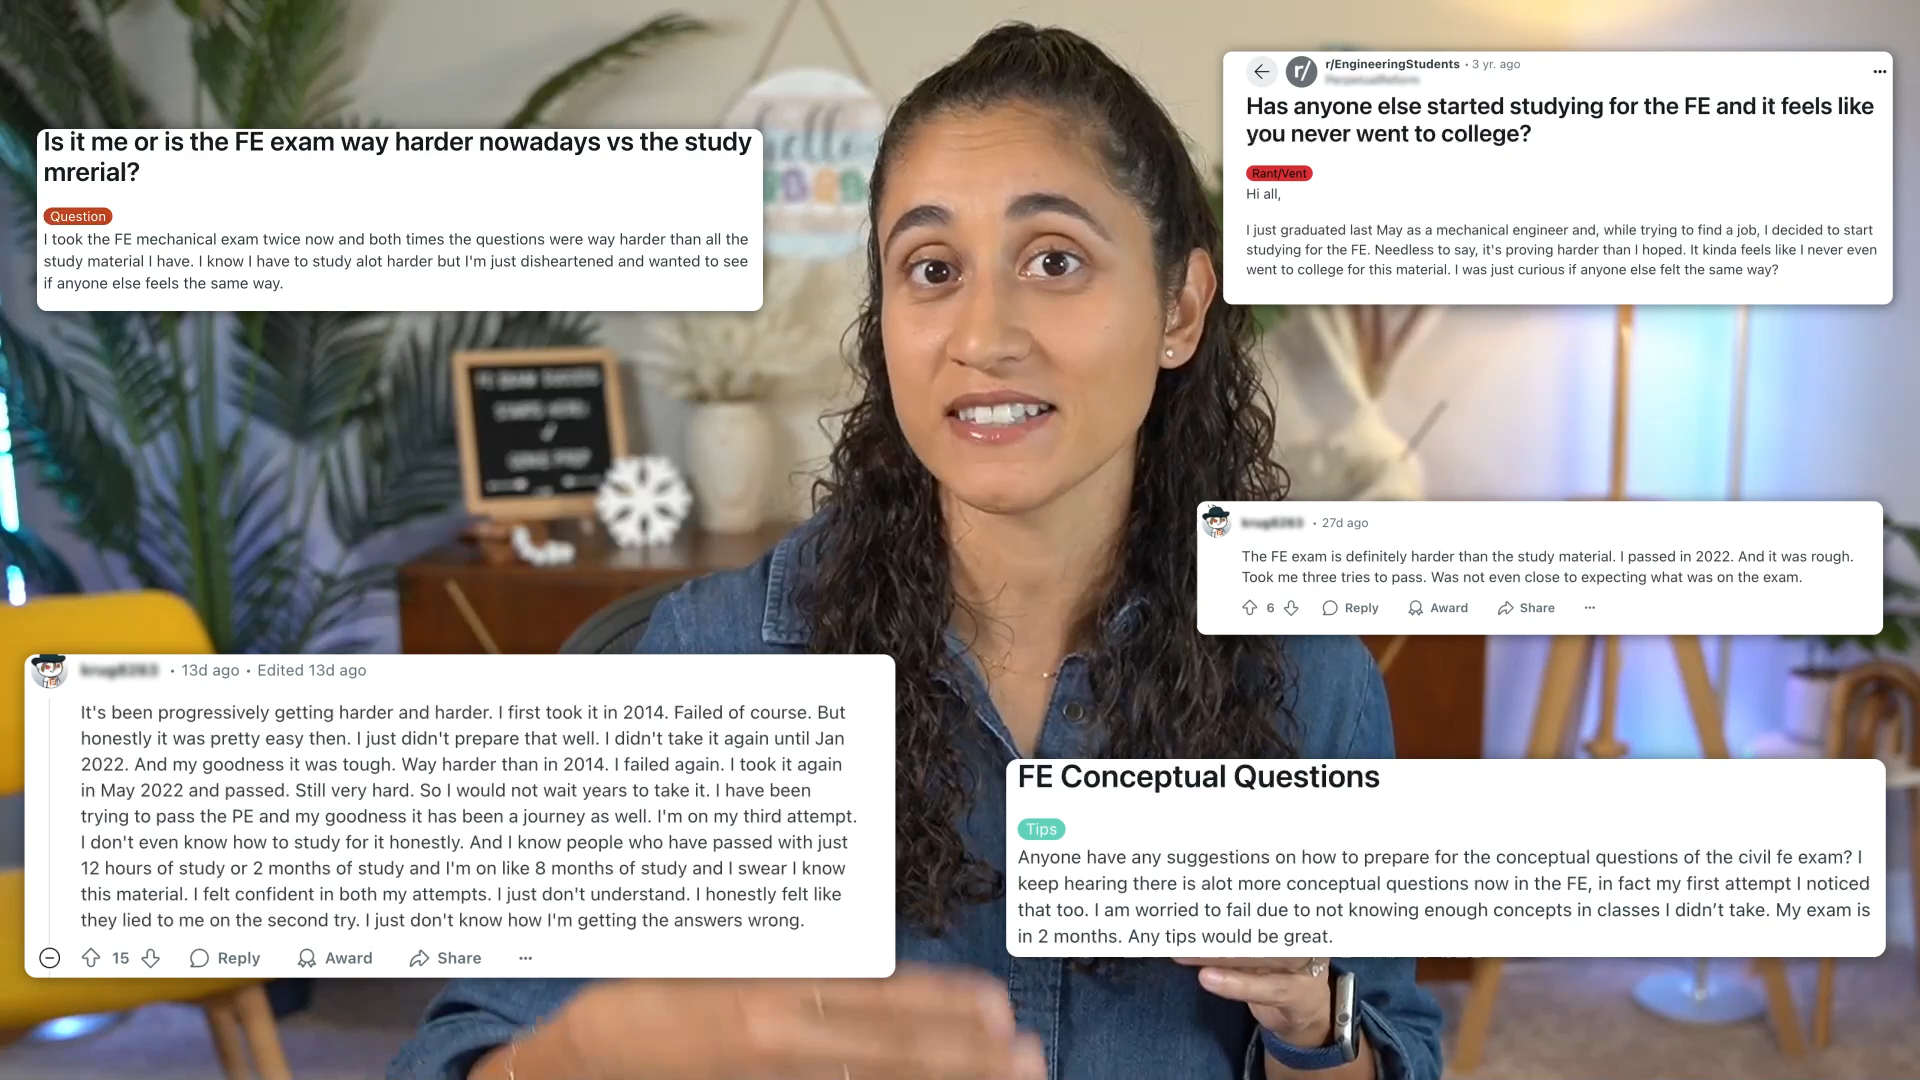 Is it me or is the FE exam way harder nowadays vs the study
mrerial?
Question
I took the FE mechanical exam twice now and both times the questions were way harder than all the
study material I have. I know I have to study alot harder but I'm just disheartened and wanted to see
if anyone else feels the same way.
r/EngineeringStudents • 3 yr. ago
Has anyone else started studying for the FE and it feels like
you never went to college?
Rant/Vent
Hi all,
I just graduated last May as a mechanical engineer and, while trying to find a job, I decided to start
studying for the FE. Needless to say, it's proving harder than I hoped. It kinda feels like I never even
went to college for this material. I was just curious if anyone else felt the same way?
hello
FE EXAM SUCCESS
STARTS HERE!
GENIE PREP
• 27d ago
The FE exam is definitely harder than the study material. I passed in 2022. And it was rough.
Took me three tries to pass. Was not even close to expecting what was on the exam.
6 Reply Award Share
• 13d ago • Edited 13d ago
It's been progressively getting harder and harder. I first took it in 2014. Failed of course. But
honestly it was pretty easy then. I just didn't prepare that well. I didn't take it again until Jan
2022. And my goodness it was tough. Way harder than in 2014. I failed again. I took it again
in May 2022 and passed. Still very hard. So I would not wait years to take it. I have been
trying to pass the PE and my goodness it has been a journey as well. I'm on my third attempt.
I don't even know how to study for it honestly. And I know people who have passed with just
12 hours of study or 2 months of study and I'm on like 8 months of study and I swear I know
this material. I felt confident in both my attempts. I just don't understand. I honestly felt like
they lied to me on the second try. I just don't know how I'm getting the answers wrong.
15 Reply Award Share
FE Conceptual Questions
Tips
Anyone have any suggestions on how to prepare for the conceptual questions of the civil fe exam? I
keep hearing there is alot more conceptual questions now in the FE, in fact my first attempt I noticed
that too. I am worried to fail due to not knowing enough concepts in classes I didn’t take. My exam is
in 2 months. Any tips would be great.